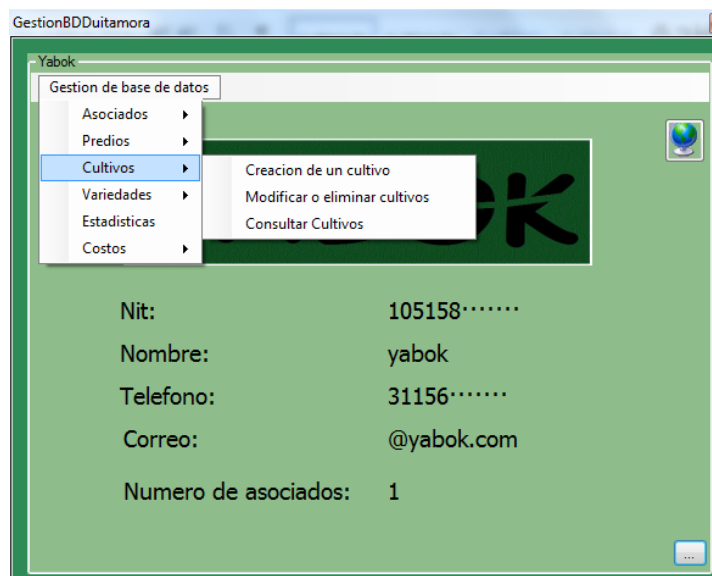 GestionBDDuitamora
Yabok
Gestion de base de datos
Asociados
Predios
Cultivos
Creacion de un cultivo
Variedades
Modificar o eliminar cultivos
Estadisticas
Consultar Cultivos
Costos
Nit: 105158·······
Nombre: yabok
Telefono: 31156·······
Correo: @yabok.com
Numero de asociados: 1
...